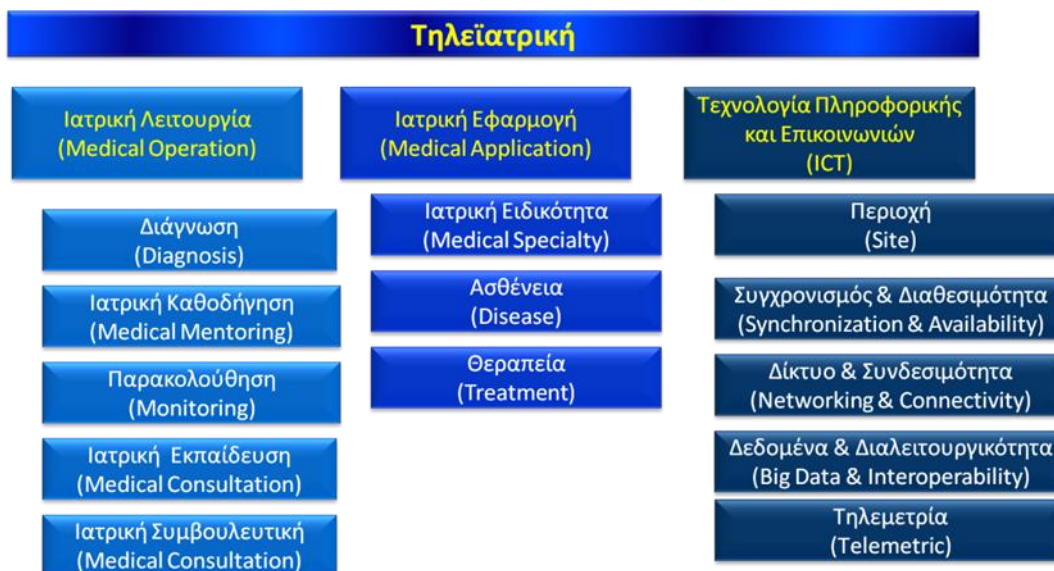 Τηλεϊατρική
Ιατρική Λειτουργία
(Medical Operation)
Διάγνωση
(Diagnosis)
Ιατρική Καθοδήγηση
(Medical Mentoring)
Παρακολούθηση
(Monitoring)
Ιατρική Εκπαίδευση
(Medical Consultation)
Ιατρική Συμβουλευτική
(Medical Consultation)
Ιατρική Εφαρμογή
(Medical Application)
Ιατρική Ειδικότητα
(Medical Specialty)
Ασθένεια
(Disease)
Θεραπεία
(Treatment)
Τεχνολογία Πληροφορικής
και Επικοινωνιών
(ICT)
Περιοχή
(Site)
Συγχρονισμός & Διαθεσιμότητα
(Synchronization & Availability)
Δίκτυο & Συνδεσιμότητα
(Networking & Connectivity)
Δεδομένα & Διαλειτουργικότητα
(Big Data & Interoperability)
Τηλεμετρία
(Telemetric)